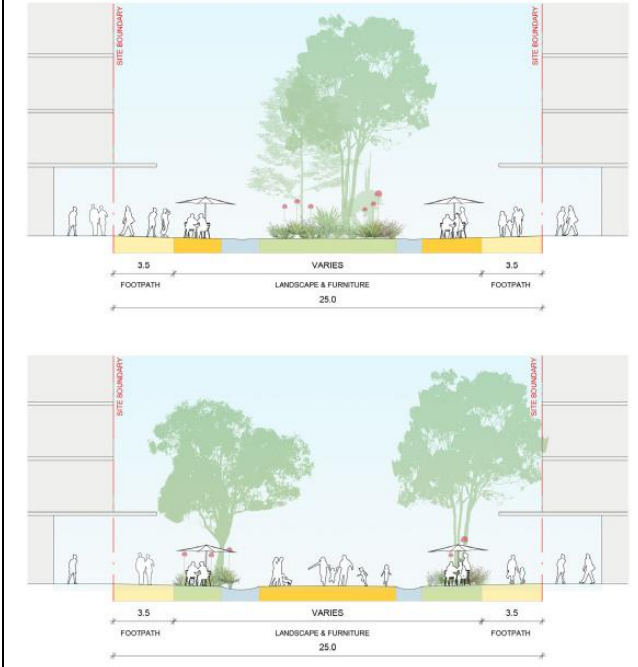 SITE BOUNDARY
SITE BOUNDARY
3.5
VARIES
3.5
FOOTPATH
LANDSCAPE & FURNITURE
FOOTPATH
25.0
SITE BOUNDARY
SITE BOUNDARY
3.5
VARIES
3.5
FOOTPATH
LANDSCAPE & FURNITURE
FOOTPATH
25.0